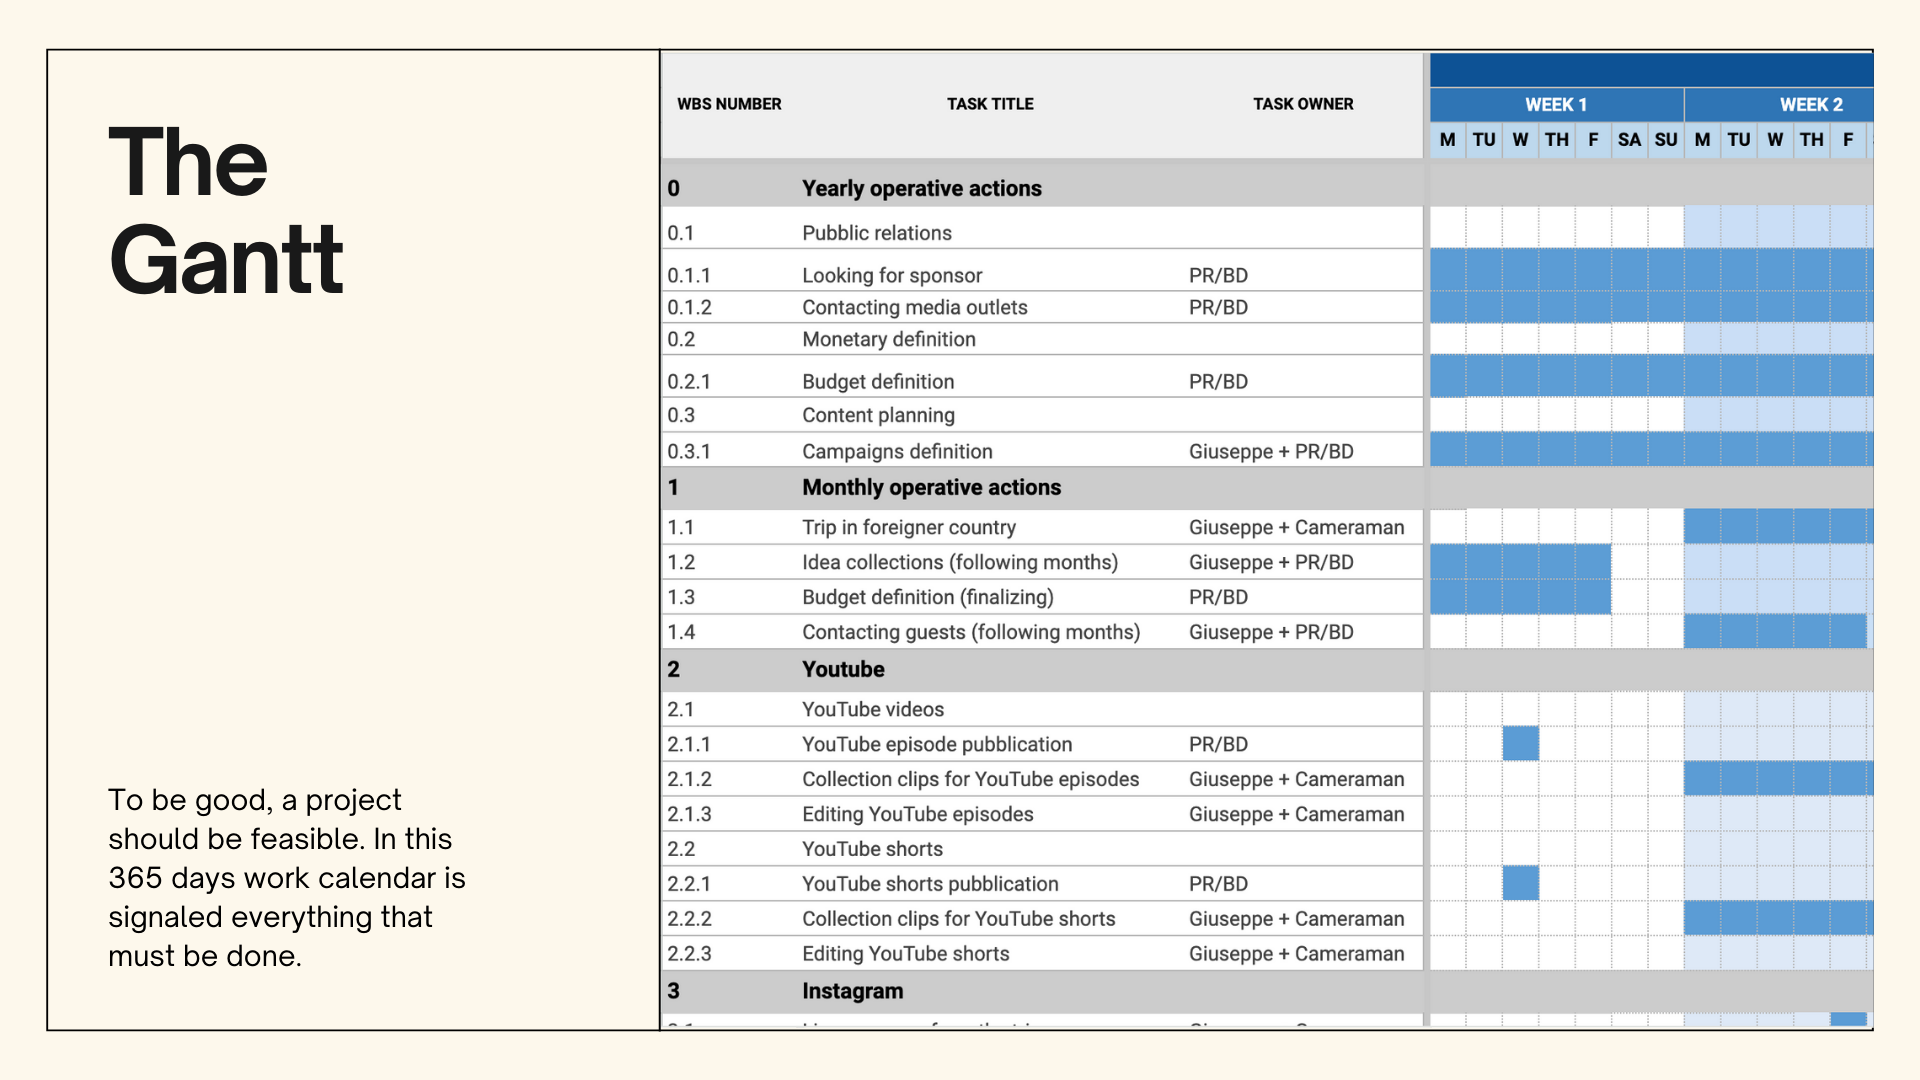 The
Gantt
To be good, a project
should be feasible. In this
365 days work calendar is
signaled everything that
must be done.
WBS NUMBER TASK TITLE TASK OWNER WEEK 1 WEEK 2
M TU W TH F SA SU M TU W TH F
0 Yearly operative actions
0.1 Pubblic relations
0.1.1 Looking for sponsor PR/BD
0.1.2 Contacting media outlets PR/BD
0.2 Monetary definition
0.2.1 Budget definition PR/BD
0.3 Content planning
0.3.1 Campaigns definition Giuseppe + PR/BD
1 Monthly operative actions
1.1 Trip in foreigner country Giuseppe + Cameraman
1.2 Idea collections (following months) Giuseppe + PR/BD
1.3 Budget definition (finalizing) PR/BD
1.4 Contacting guests (following months) Giuseppe + PR/BD
2 Youtube
2.1 YouTube videos
2.1.1 YouTube episode pubblication PR/BD
2.1.2 Collection clips for YouTube episodes Giuseppe + Cameraman
2.1.3 Editing YouTube episodes Giuseppe + Cameraman
2.2 YouTube shorts
2.2.1 YouTube shorts pubblication PR/BD
2.2.2 Collection clips for YouTube shorts Giuseppe + Cameraman
2.2.3 Editing YouTube shorts Giuseppe + Cameraman
3 Instagram